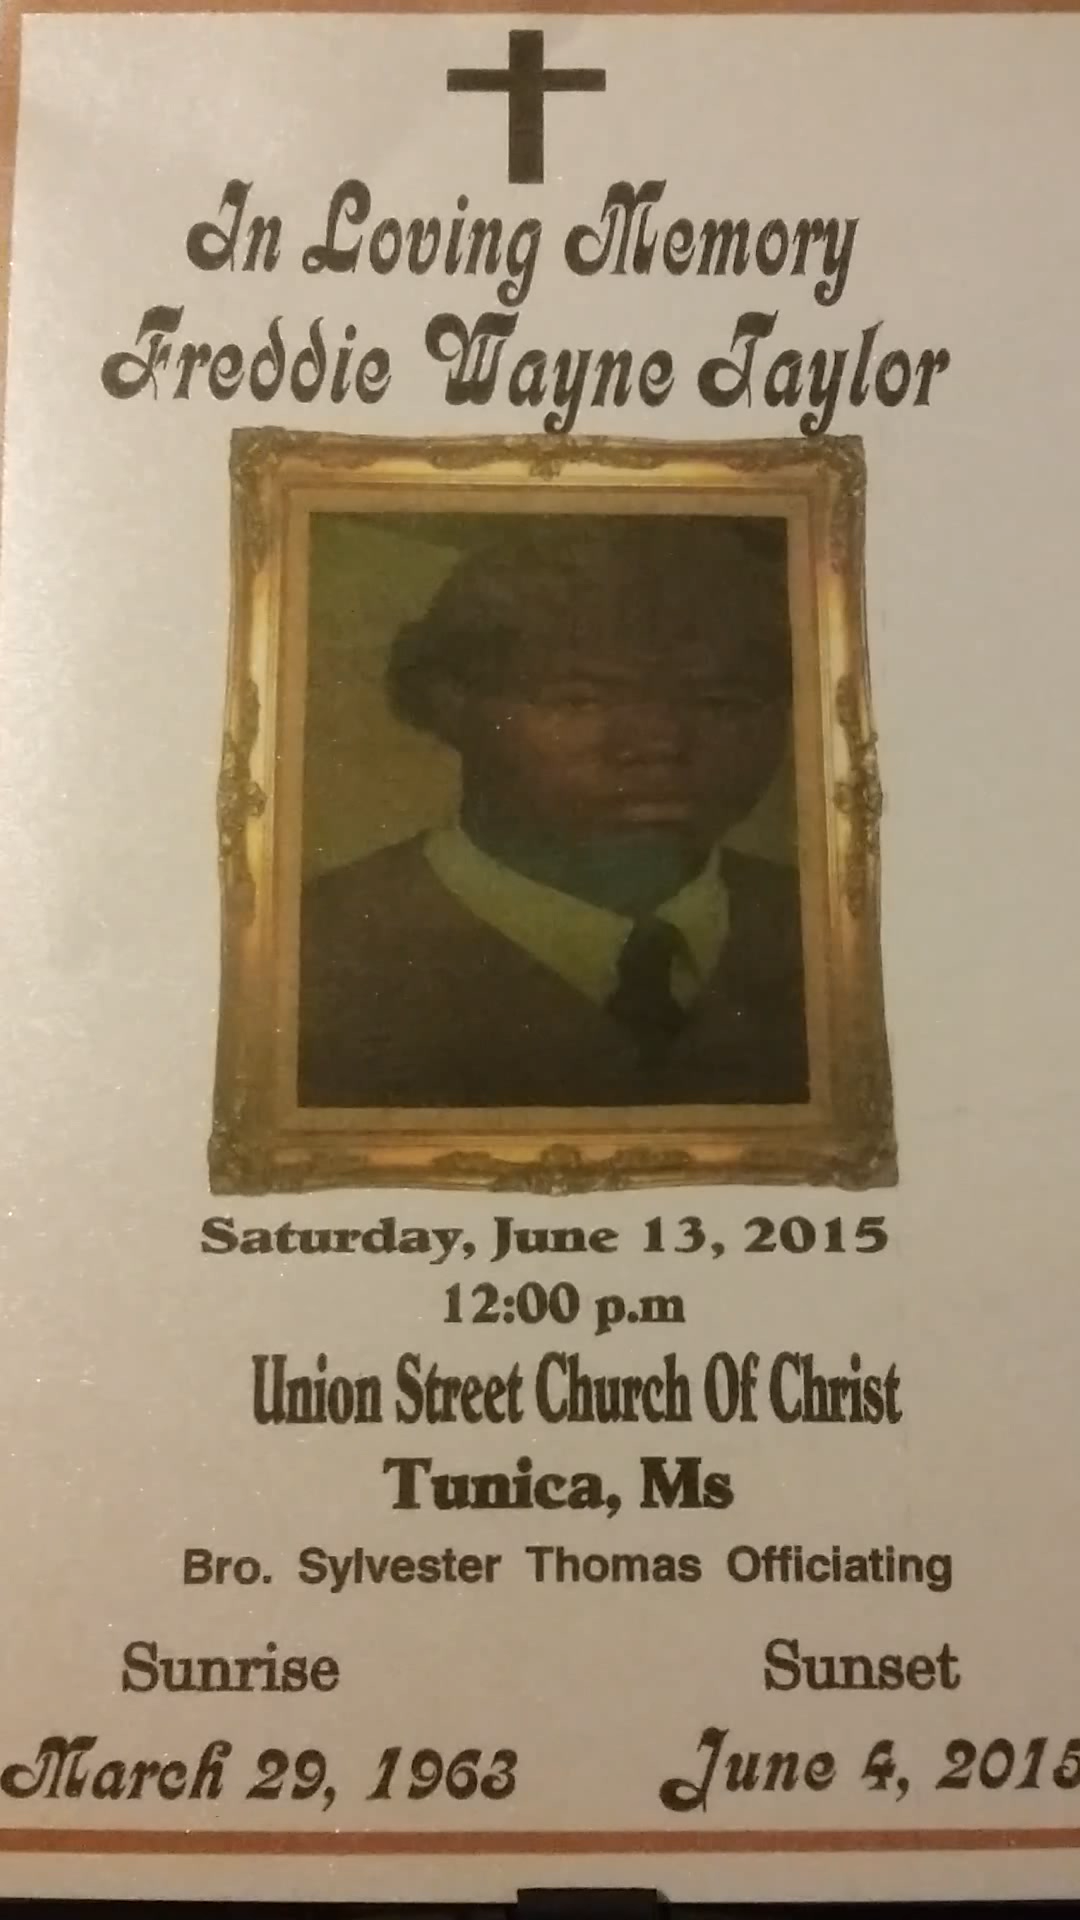 In Loving Memory
Freddie Wayne Taylor
Saturday, June 13, 2015
12:00 p.m
Union Street Church Of Christ
Tunica, Ms
Bro. Sylvester Thomas Officiating
Sunrise
Sunset
March 29, 1963
June 4, 2015